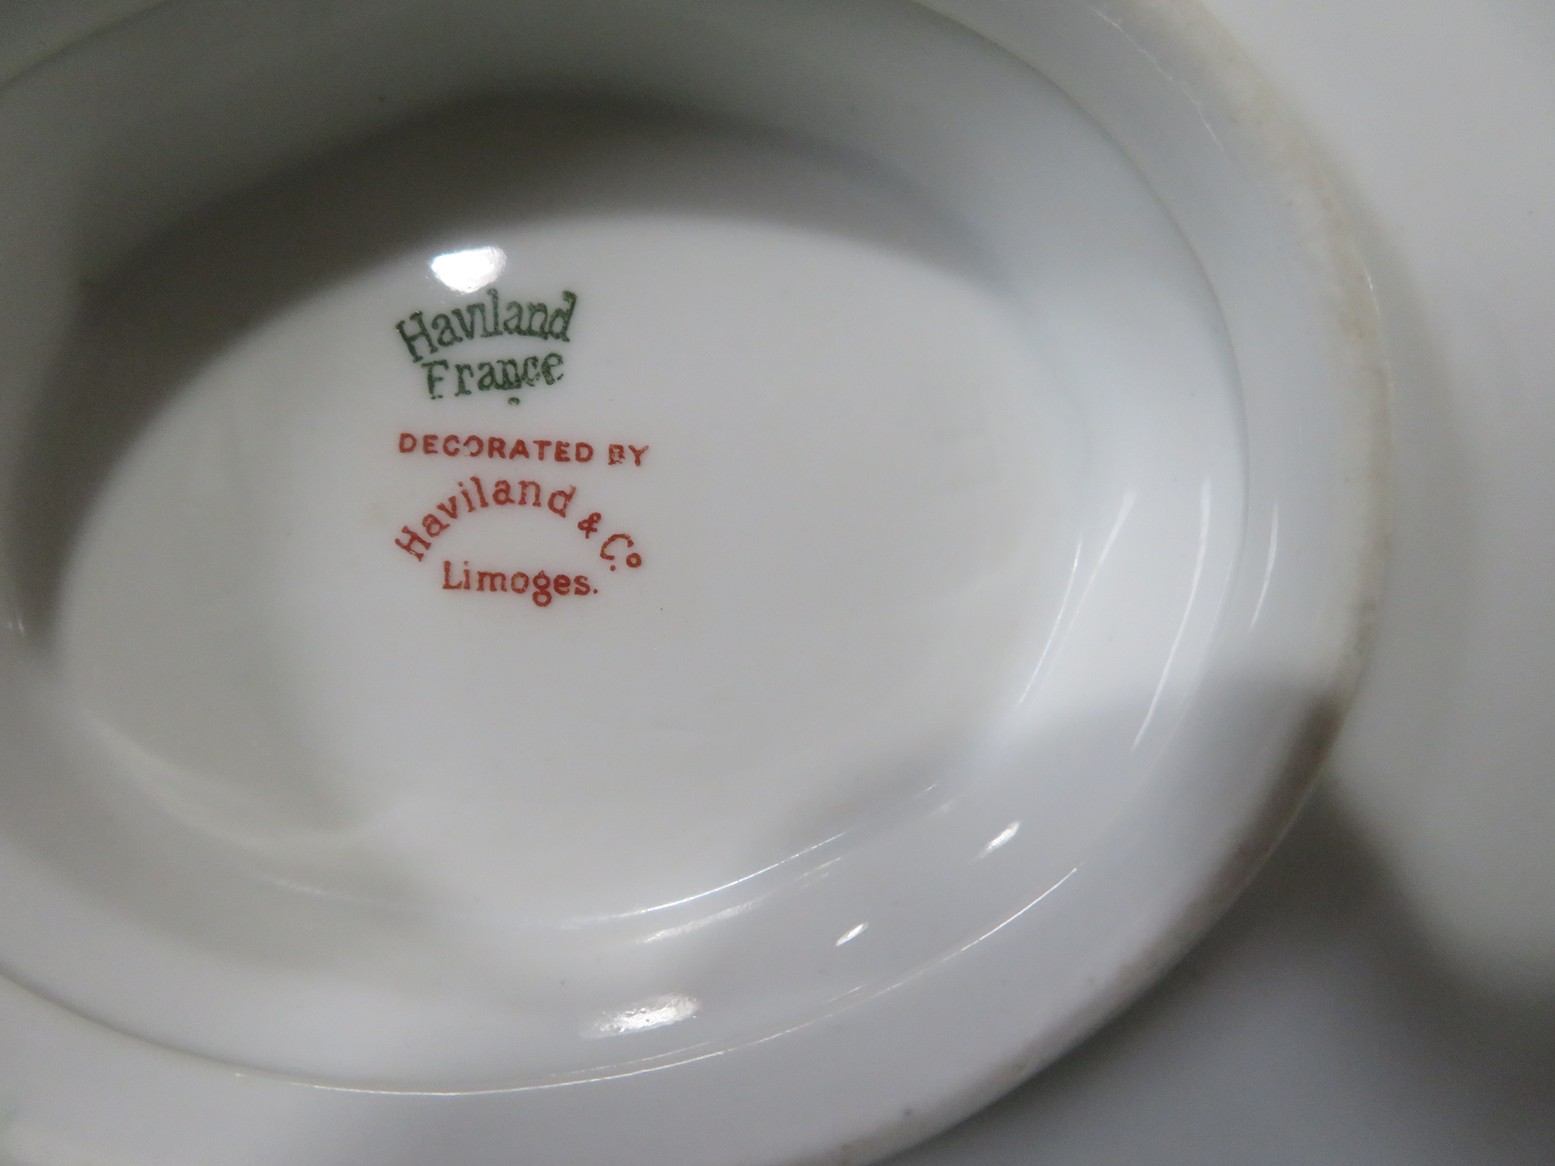 Haviland
France
DECORATED BY
Haviland & Co
Limoges.